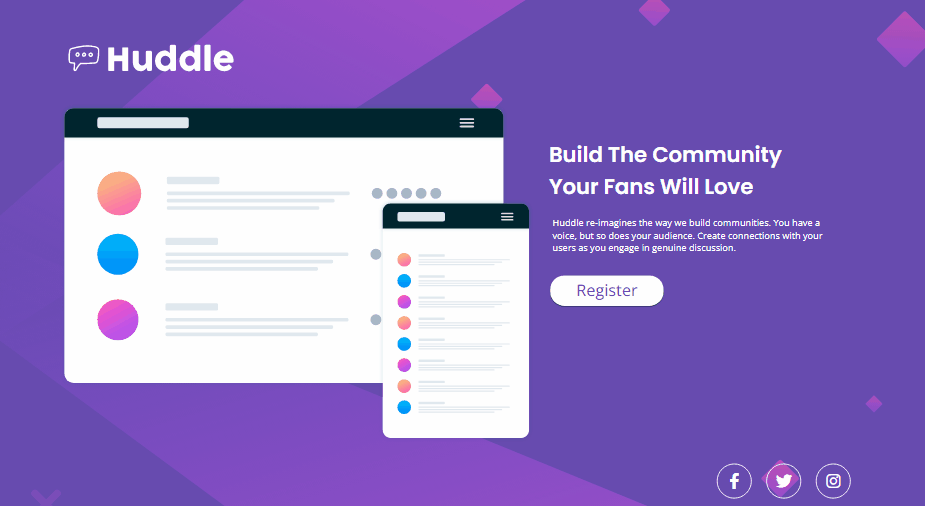 Huddle
Build The Community
Your Fans Will Love
Huddle re-imagines the way we build communities. You have a
voice, but so does your audience. Create connections with your
users as you engage in genuine discussion.
Register